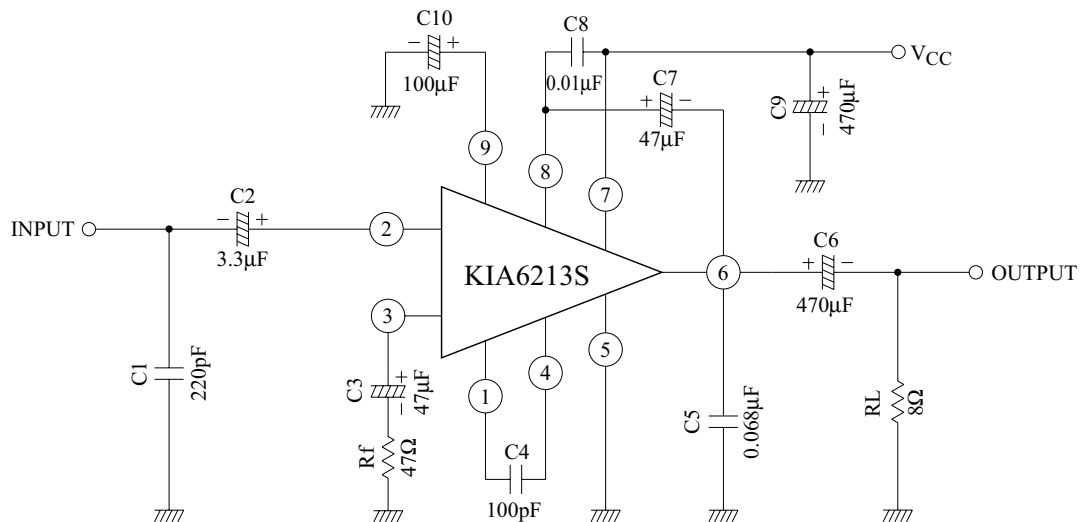 C10
− +
100μF
C8
0.01μF
VCC
C7
+ −
47μF
C9
+
−
470μF
9
8
7
INPUT
C2
− +
3.3μF
2
KIA6213S
6
C6
+ −
470μF
OUTPUT
3
C1
220pF
C3
+
−
47μF
Rf
47Ω
1
4
5
C4
100pF
C5
0.068μF
RL
8Ω